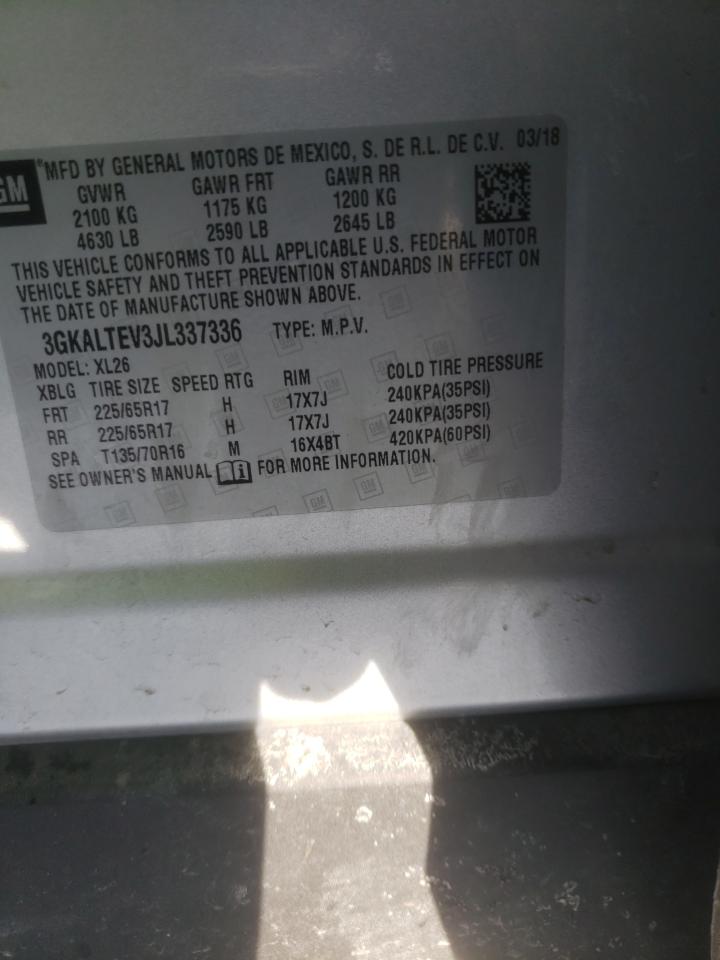 GM *MFD BY GENERAL MOTORS DE MEXICO, S. DE R.L. DE C.V. 03/18
GVWR GAWR FRT GAWR RR
2100 KG 1175 KG 1200 KG
4630 LB 2590 LB 2645 LB
THIS VEHICLE CONFORMS TO ALL APPLICABLE U.S. FEDERAL MOTOR
VEHICLE SAFETY AND THEFT PREVENTION STANDARDS IN EFFECT ON
THE DATE OF MANUFACTURE SHOWN ABOVE.
3GKALTEV3JL337336 TYPE: M.P.V.
MODEL: XL26
XBLG TIRE SIZE SPEED RTG RIM COLD TIRE PRESSURE
FRT 225/65R17 H 17X7J 240KPA(35PSI)
RR 225/65R17 H 17X7J 240KPA(35PSI)
SPA T135/70R16 M 16X4BT 420KPA(60PSI)
SEE OWNER'S MANUAL FOR MORE INFORMATION.